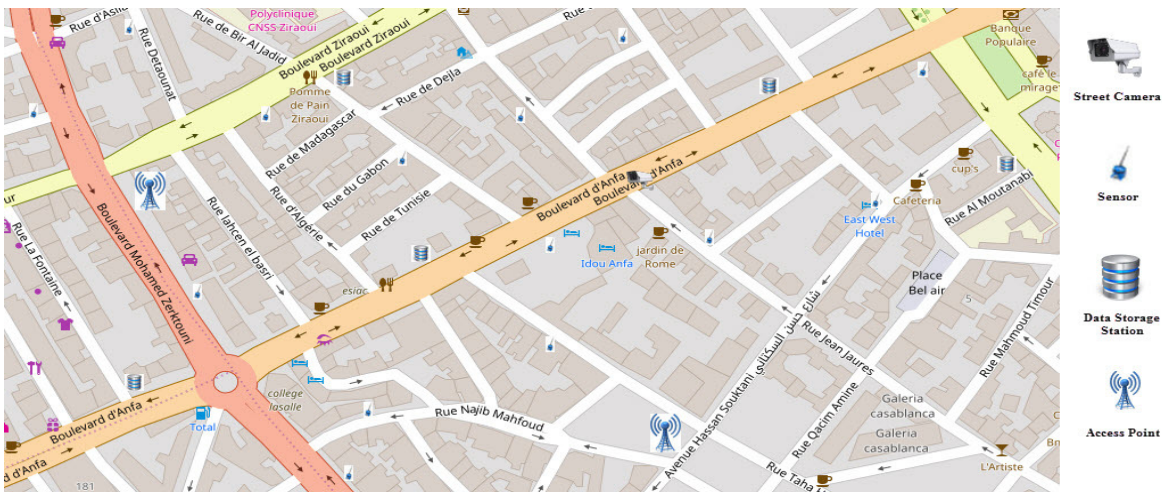 Rue d'Asila
Polyclinique
CNSS Ziraoui
Rue de Bir Al Jadid
Rue Detaounat
Boulevard Ziraoui
Boulevard Ziraoui
Banque
Populaire
café le
mirage
Pomme
de Pain
Ziraoui
Rue de Dejla
Rue de Madagascar
Rue du Gabon
Rue de Tunisie
Rue d'Algérie
Rue lahcen el basri
Boulevard Mohamed Zerktouni
Rue La Fontaine
Boulevard d'Anfa
Boulevard d'Anfa
cup's
Cafeteria
Rue Al Moutanabi
East West
Hotel
Idou Anfa
Jardin de
Rome
Place
Bel air
5
esiac
شارع حسن السكتاني
Avenue Hassan Souktani
Rue Jean Jaures
Rue Mahmoud Timour
Rue Qacim Amine
college
lasalle
Rue Najib Mahfoud
Boulevard d'Anfa
d d'Anfa
Total
181
Galeria
casablanca
Galeria
casablanca
L'Artiste
Rue Taha H
Street Camera
Sensor
Data Storage
Station
Access Point